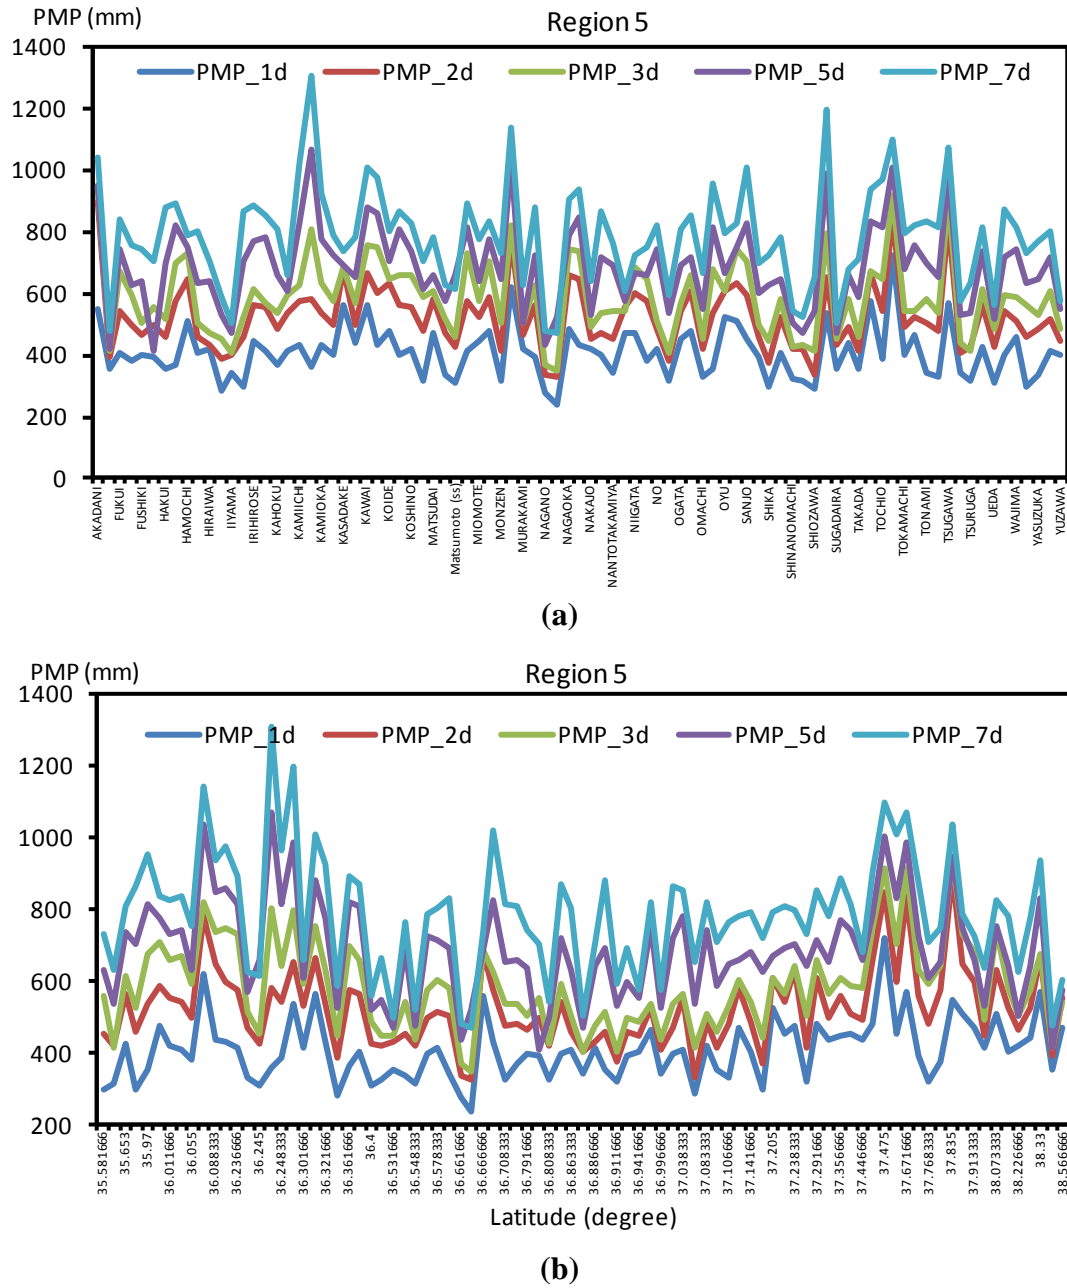 PMP (mm)
Region 5
1400
1200
1000
800
600
400
200
0
PMP_1d PMP_2d PMP_3d PMP_5d PMP_7d
AKADANI FUKUI FUSHIKI HAKUI HAMOCHI HIRAIWA IIYAMA IRIHIROSE KAHOKU KAMIICHI KAMIOKA KASADAKE KAWAI KOIDE KOSHINO MATSUDAI Matsumoto (ss) MIOMOTE MONZEN MURAKAMI NAGANO NAGAOKA NAKAJO NANTOTAKAMIYA NIIGATA NO OGATA OMACHI OYU SANJO SHIKA SHINANOMACHI SHIOZAWA SUGADAIRA TAKADA TOCHIO TOKAMACHI TONAMI TSUGAWA TSURUGA UEDA WAJIMA YASUZUKA YUZAWA
(a)
PMP (mm)
Region 5
1400
1200
1000
800
600
400
200
PMP_1d PMP_2d PMP_3d PMP_5d PMP_7d
35.581666 35.653 35.97 36.011666 36.055 36.088333 36.236666 36.245 36.248333 36.301666 36.321666 36.361666 36.4 36.531666 36.548333 36.578333 36.661666 36.666666 36.708333 36.791666 36.808333 36.863333 36.886666 36.911666 36.941666 36.996666 37.038333 37.083333 37.106666 37.141666 37.205 37.238333 37.291666 37.356666 37.446666 37.475 37.671666 37.768333 37.835 37.913333 38.073333 38.226666 38.33 38.566666
Latitude (degree)
(b)